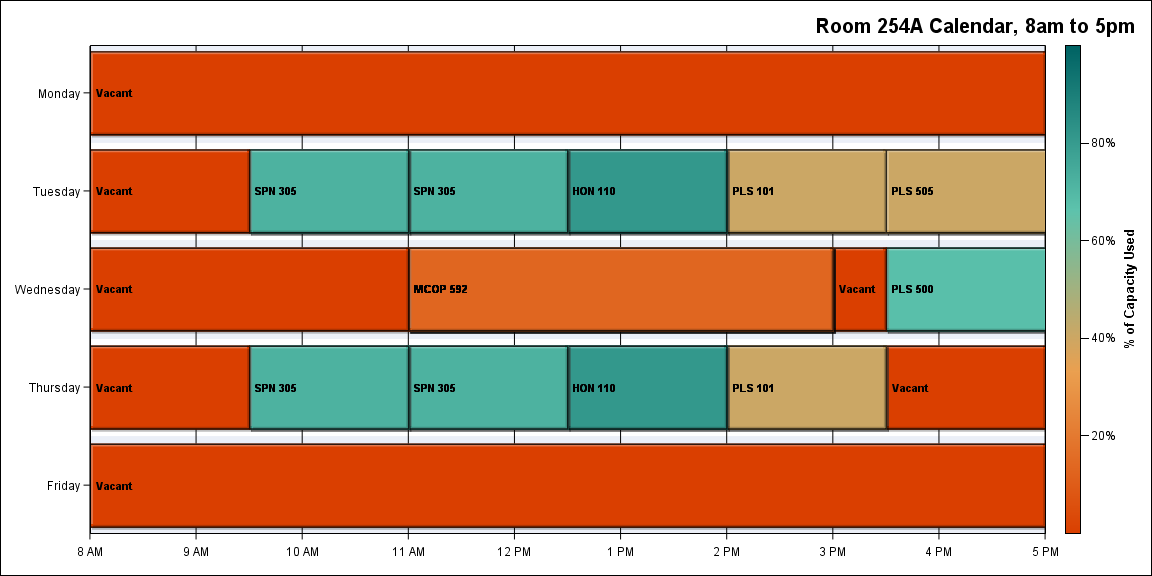 Room 254A Calendar, 8am to 5pm
Monday
Vacant
Tuesday
Vacant
SPN 305
SPN 305
HON 110
PLS 101
PLS 505
Wednesday
Vacant
MCOP 592
Vacant
PLS 500
Thursday
Vacant
SPN 305
SPN 305
HON 110
PLS 101
Vacant
Friday
Vacant
8 AM
9 AM
10 AM
11 AM
12 PM
1 PM
2 PM
3 PM
4 PM
5 PM
80%
60%
40%
20%
% of Capacity Used